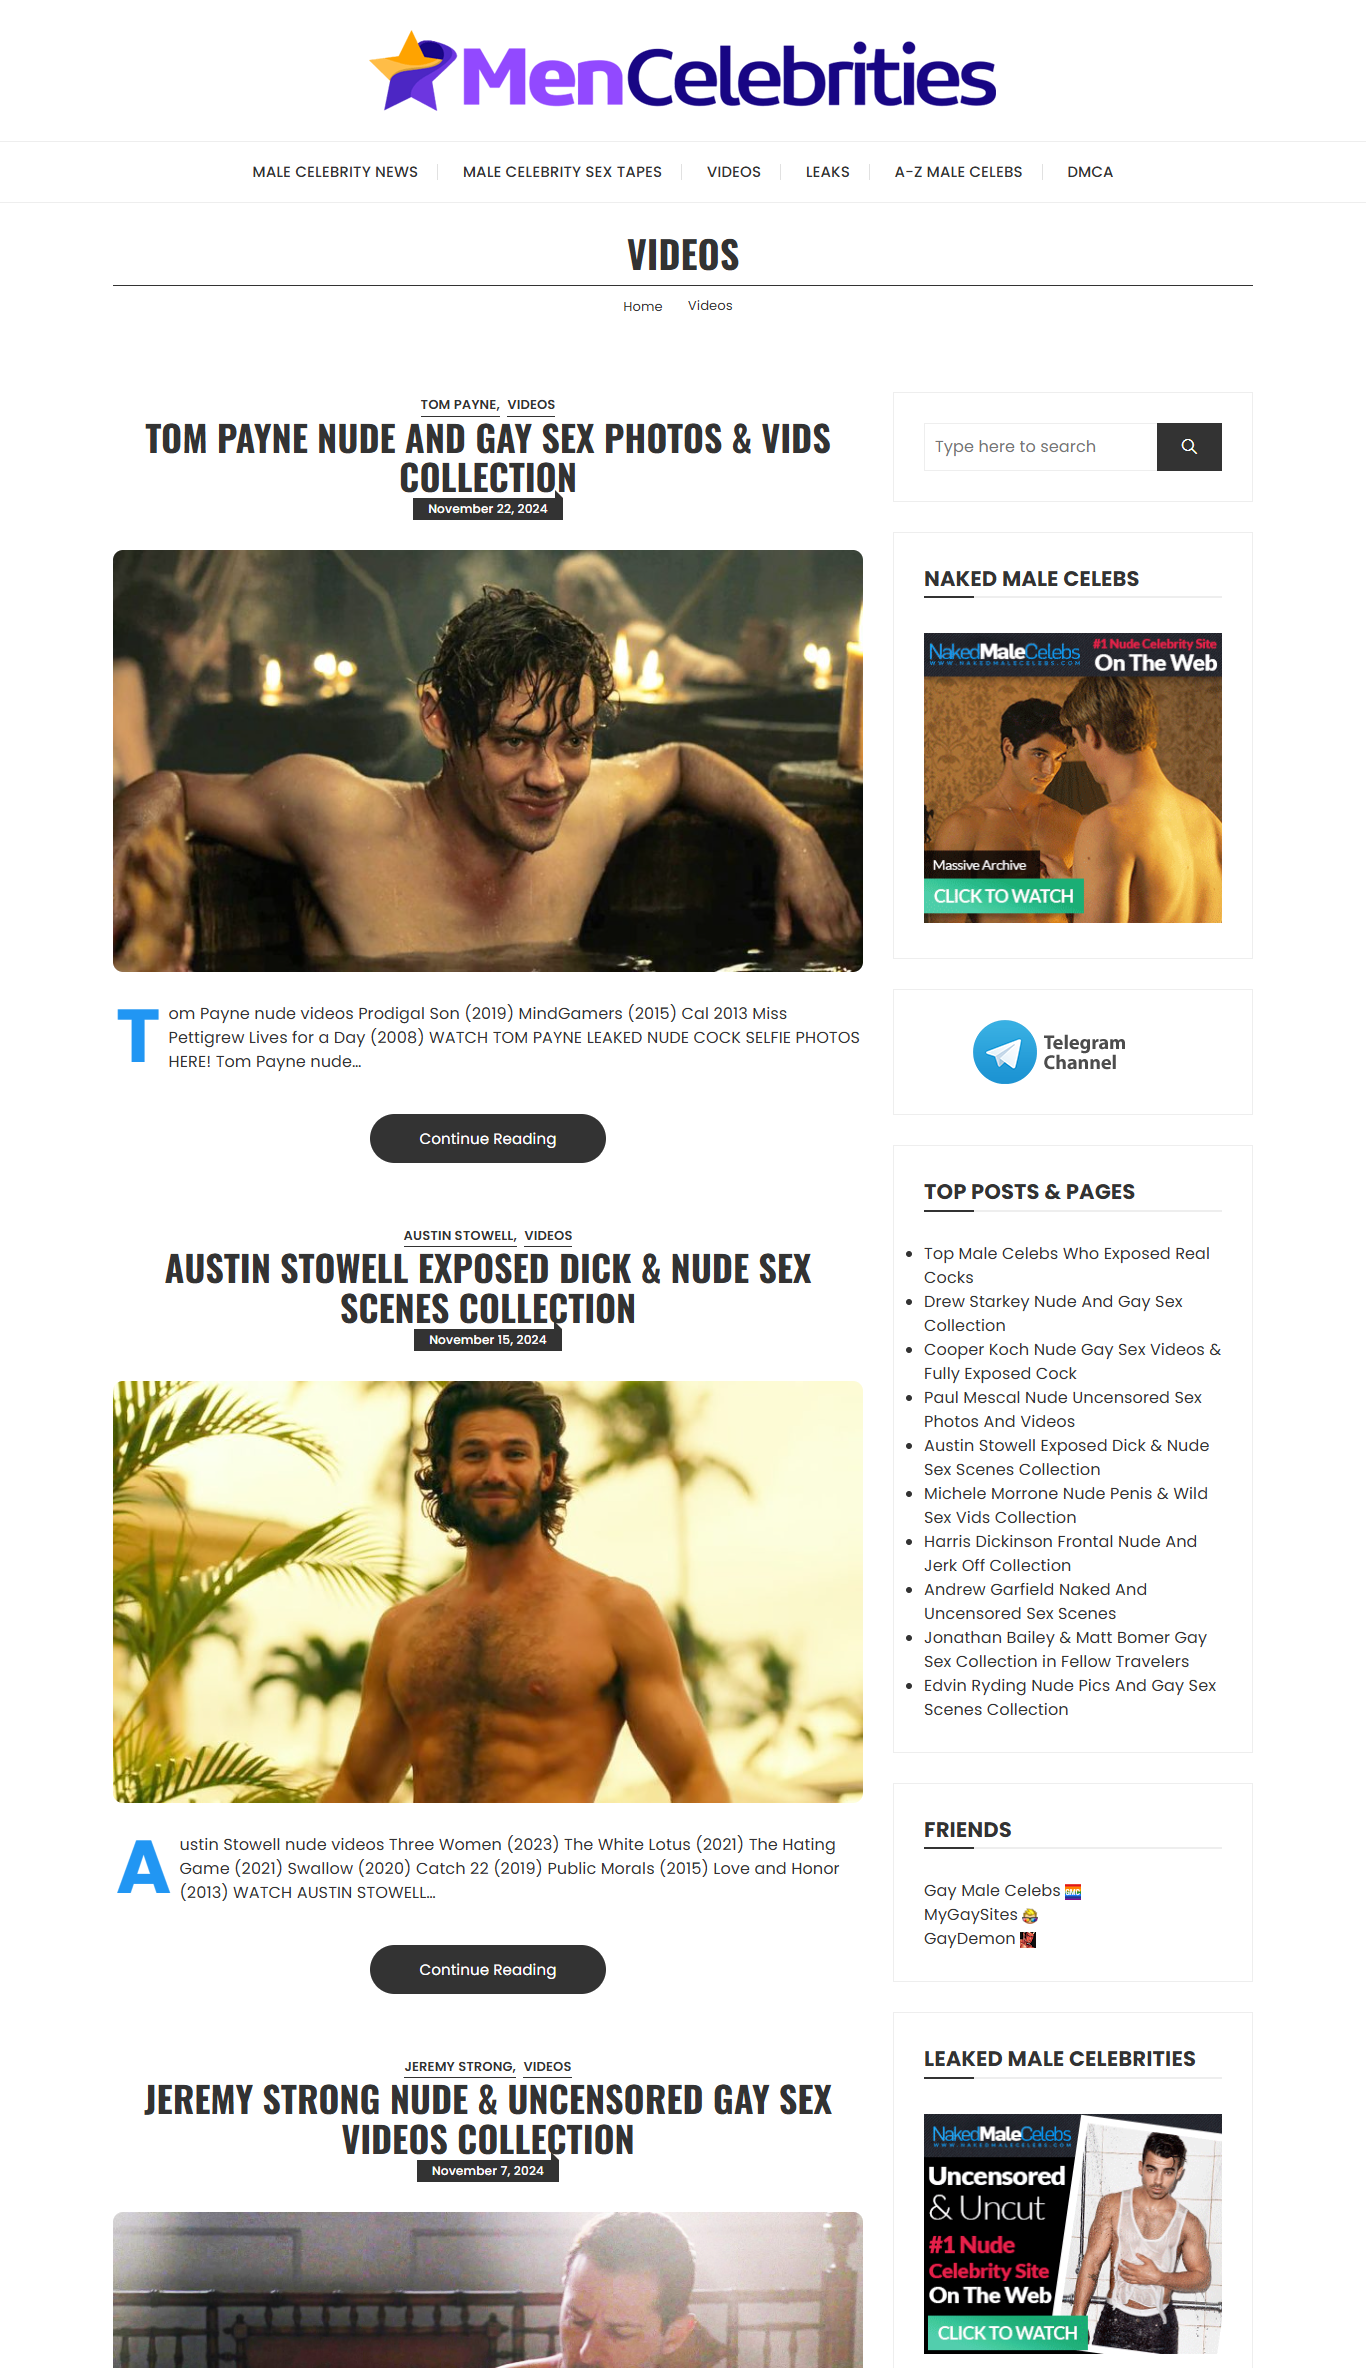 MenCelebrities
MALE CELEBRITY NEWS
MALE CELEBRITY SEX TAPES
VIDEOS
LEAKS
A-Z MALE CELEBS
DMCA
VIDEOS
Home
Videos
TOM PAYNE, VIDEOS
TOM PAYNE NUDE AND GAY SEX PHOTOS & VIDS
COLLECTION
November 22, 2024
Tom Payne nude videos Prodigal Son (2019) MindGamers (2015) Cal 2013 Miss
Pettigrew Lives for a Day (2008) WATCH TOM PAYNE LEAKED NUDE COCK SELFIE PHOTOS
HERE! Tom Payne nude…
Continue Reading
AUSTIN STOWELL, VIDEOS
AUSTIN STOWELL EXPOSED DICK & NUDE SEX
SCENES COLLECTION
November 15, 2024
Austin Stowell nude videos Three Women (2023) The White Lotus (2021) The Hating
Game (2021) Swallow (2020) Catch 22 (2019) Public Morals (2015) Love and Honor
(2013) WATCH AUSTIN STOWELL…
Continue Reading
JEREMY STRONG, VIDEOS
JEREMY STRONG NUDE & UNCENSORED GAY SEX
VIDEOS COLLECTION
November 7, 2024
Type here to search
NAKED MALE CELEBS
NakedMaleCelebs
WWW.NAKEDMALECELEBS.COM
#1 Nude Celebrity Site
On The Web
Massive Archive
CLICK TO WATCH
Telegram
Channel
TOP POSTS & PAGES
Top Male Celebs Who Exposed Real
Cocks
Drew Starkey Nude And Gay Sex
Collection
Cooper Koch Nude Gay Sex Videos &
Fully Exposed Cock
Paul Mescal Nude Uncensored Sex
Photos And Videos
Austin Stowell Exposed Dick & Nude
Sex Scenes Collection
Michele Morrone Nude Penis & Wild
Sex Vids Collection
Harris Dickinson Frontal Nude And
Jerk Off Collection
Andrew Garfield Naked And
Uncensored Sex Scenes
Jonathan Bailey & Matt Bomer Gay
Sex Collection in Fellow Travelers
Edvin Ryding Nude Pics And Gay Sex
Scenes Collection
FRIENDS
Gay Male Celebs GMC
MyGaySites
GayDemon
LEAKED MALE CELEBRITIES
NakedMaleCelebs
WWW.NAKEDMALECELEBS.COM
Uncensored
& Uncut
#1 Nude
Celebrity Site
On The Web
CLICK TO WATCH